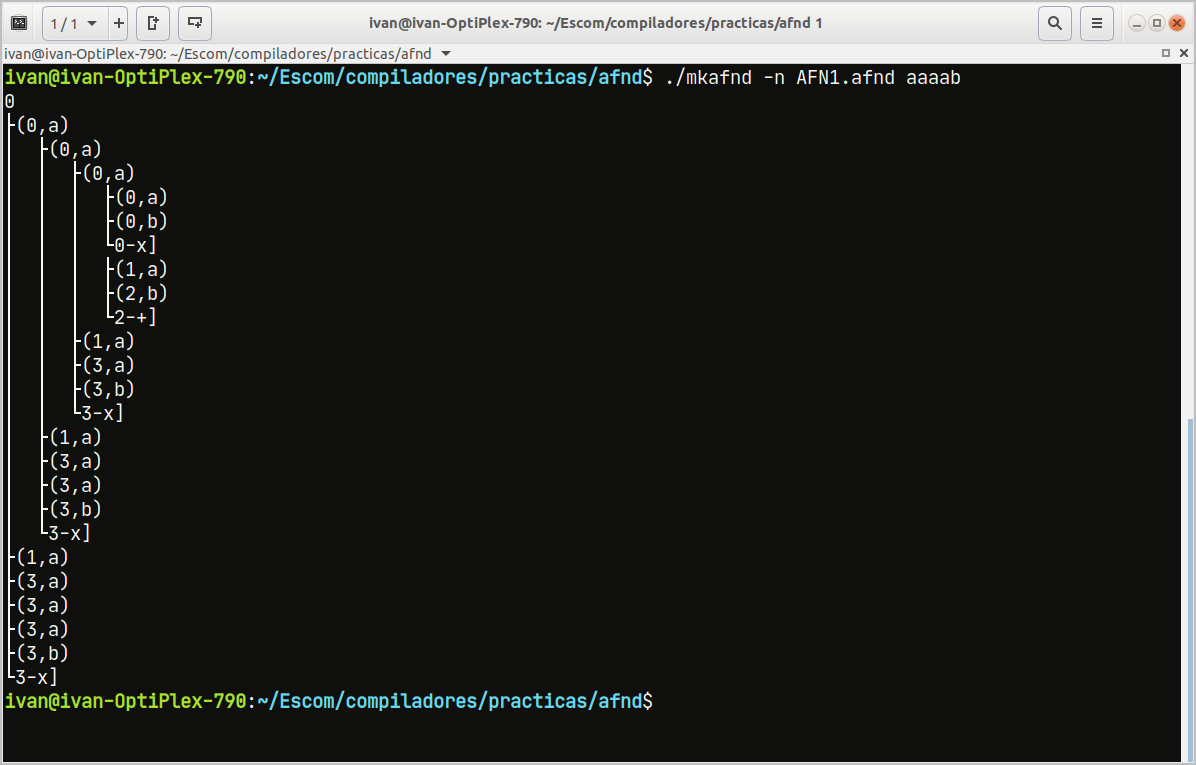 1 / 1
ivan@ivan-OptiPlex-790: ~/Escom/compiladores/practicas/afnd 1
ivan@ivan-OptiPlex-790: ~/Escom/compiladores/practicas/afnd
ivan@ivan-OptiPlex-790:~/Escom/compiladores/practicas/afnd$ ./mkafnd -n AFN1.afnd aaaab
0
├(0,a)
│  ├(0,a)
│  │  ├(0,a)
│  │  │  ├(0,a)
│  │  │  ├(0,b)
│  │  │  └0-x]
│  │  │  ├(1,a)
│  │  │  ├(2,b)
│  │  │  └2-+]
│  │  ├(1,a)
│  │  ├(3,a)
│  │  ├(3,b)
│  │  └3-x]
│  ├(1,a)
│  ├(3,a)
│  ├(3,a)
│  ├(3,b)
│  └3-x]
├(1,a)
├(3,a)
├(3,a)
├(3,a)
├(3,b)
└3-x]
ivan@ivan-OptiPlex-790:~/Escom/compiladores/practicas/afnd$